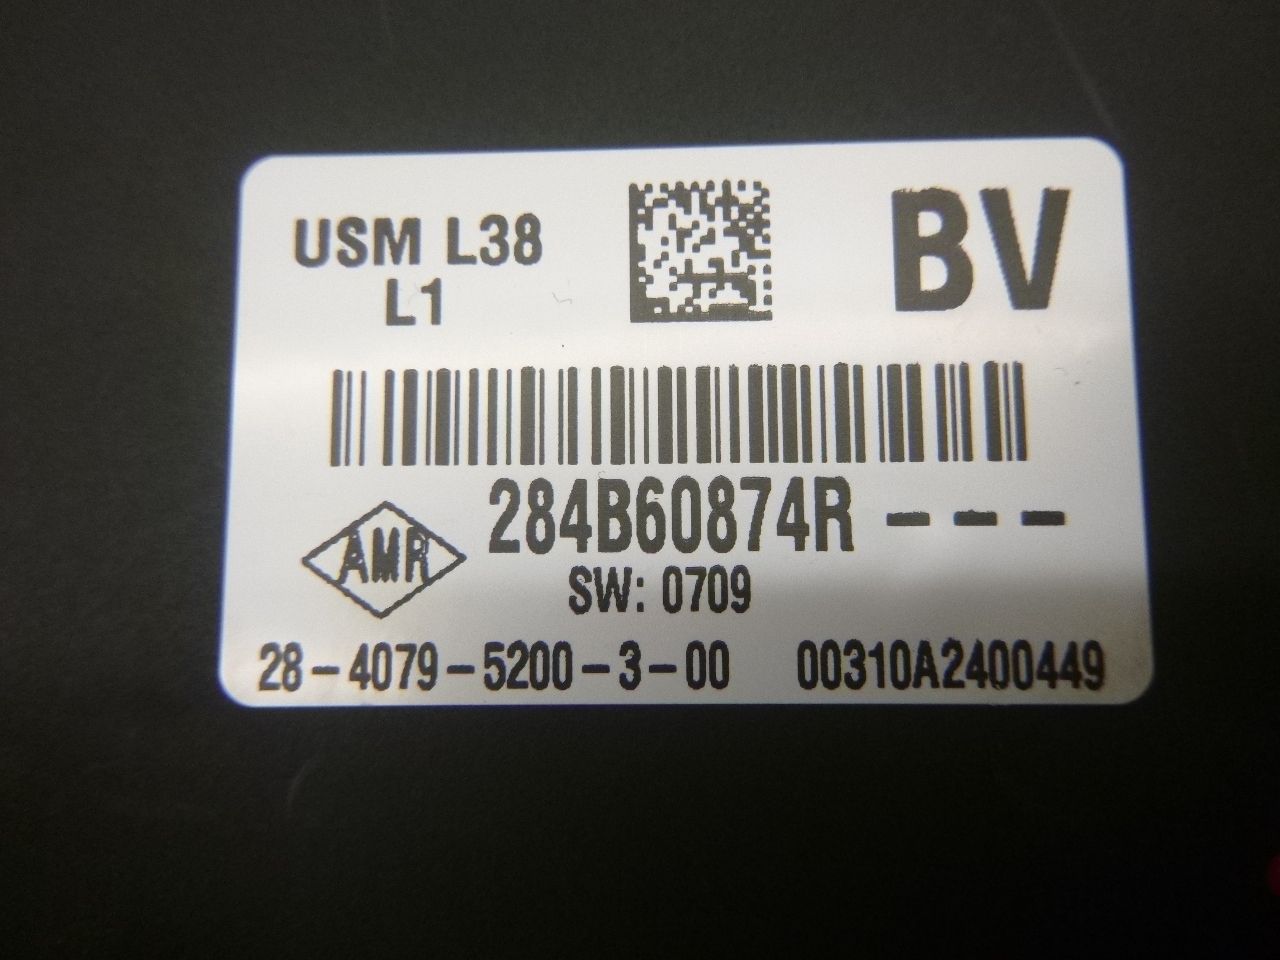 USM L38
L1
BV
284B60874R ---
AMR
SW: 0709
28-4079-5200-3-00 00310A2400449